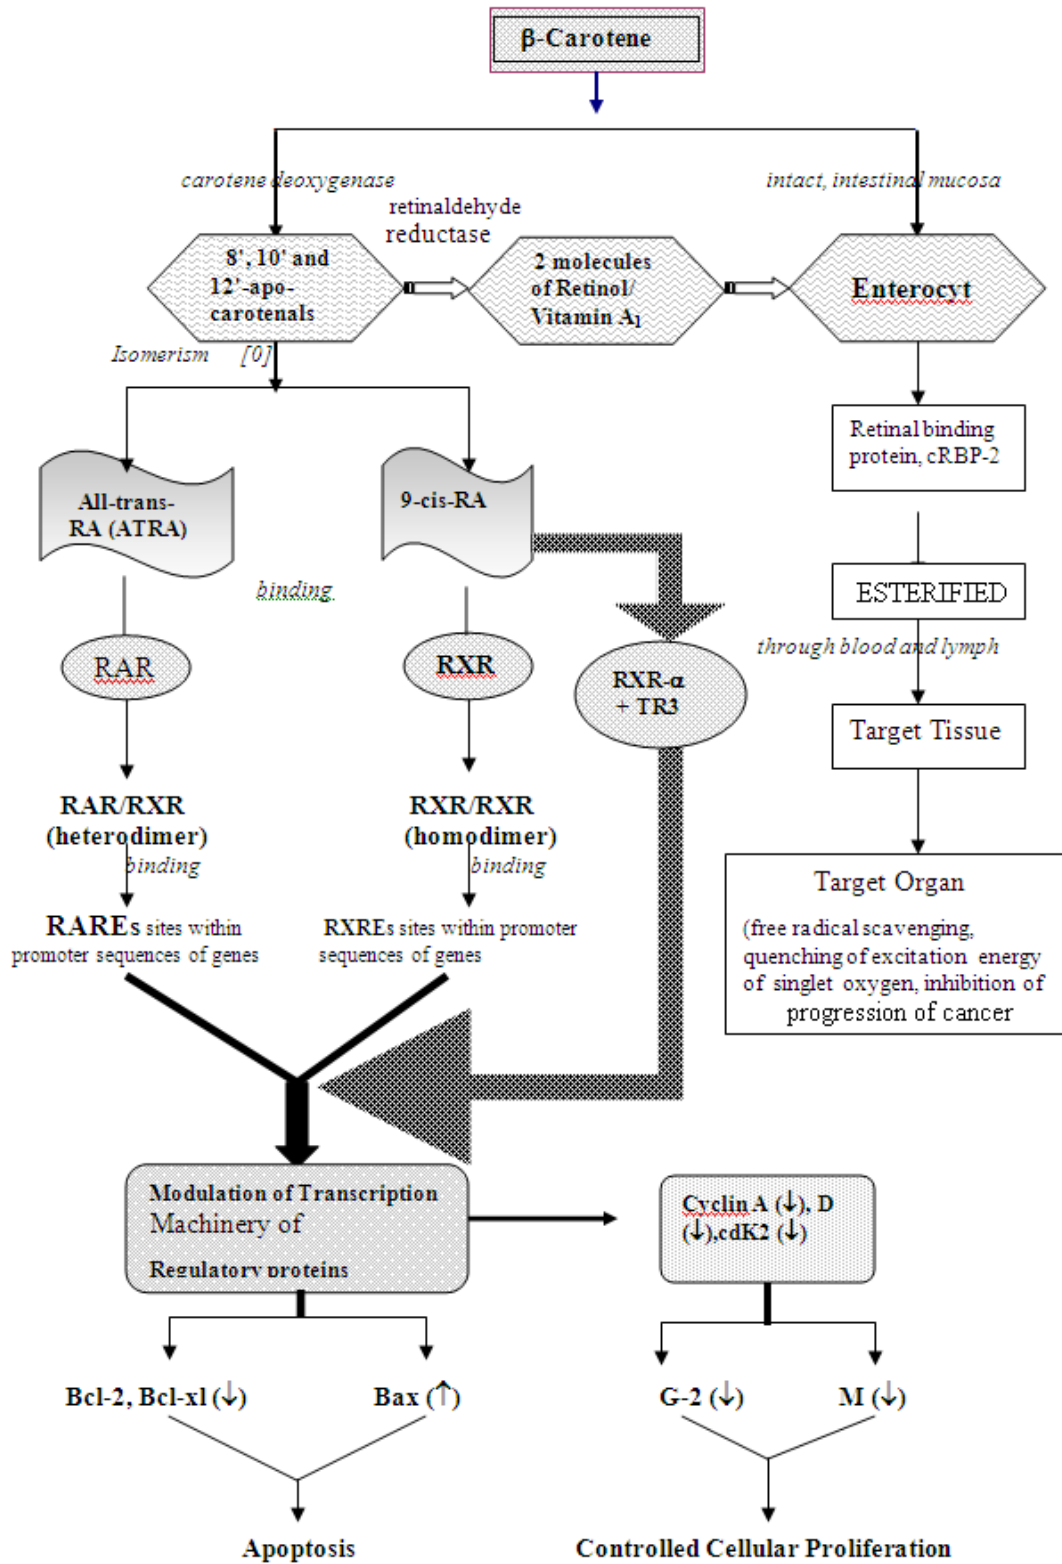 β-Carotene
carotene deoxygenase
intact, intestinal mucosa
retinaldehyde
reductase
8', 10' and
12'-apo-
carotenals
2 molecules
of Retinol/
Vitamin A1
Enterocyt
Isomerism [0]
Retinal binding
protein, cRBP-2
All-trans-
RA (ATRA)
9-cis-RA
binding
ESTERIFIED
through blood and lymph
RAR
RXR
RXR-α
+ TR3
Target Tissue
RAR/RXR
(heterodimer)
RXR/RXR
(homodimer)
binding
binding
Target Organ
(free radical scavenging,
quenching of excitation energy
of singlet oxygen, inhibition of
progression of cancer
RAREs sites within
promoter sequences of genes
RXREs sites within promoter
sequences of genes
Modulation of Transcription
Machinery of
Regulatory proteins
Cyclin A (↓), D
(↓),cdK2 (↓)
Bcl-2, Bcl-xl (↓)
Bax (↑)
G-2 (↓)
M (↓)
Apoptosis
Controlled Cellular Proliferation